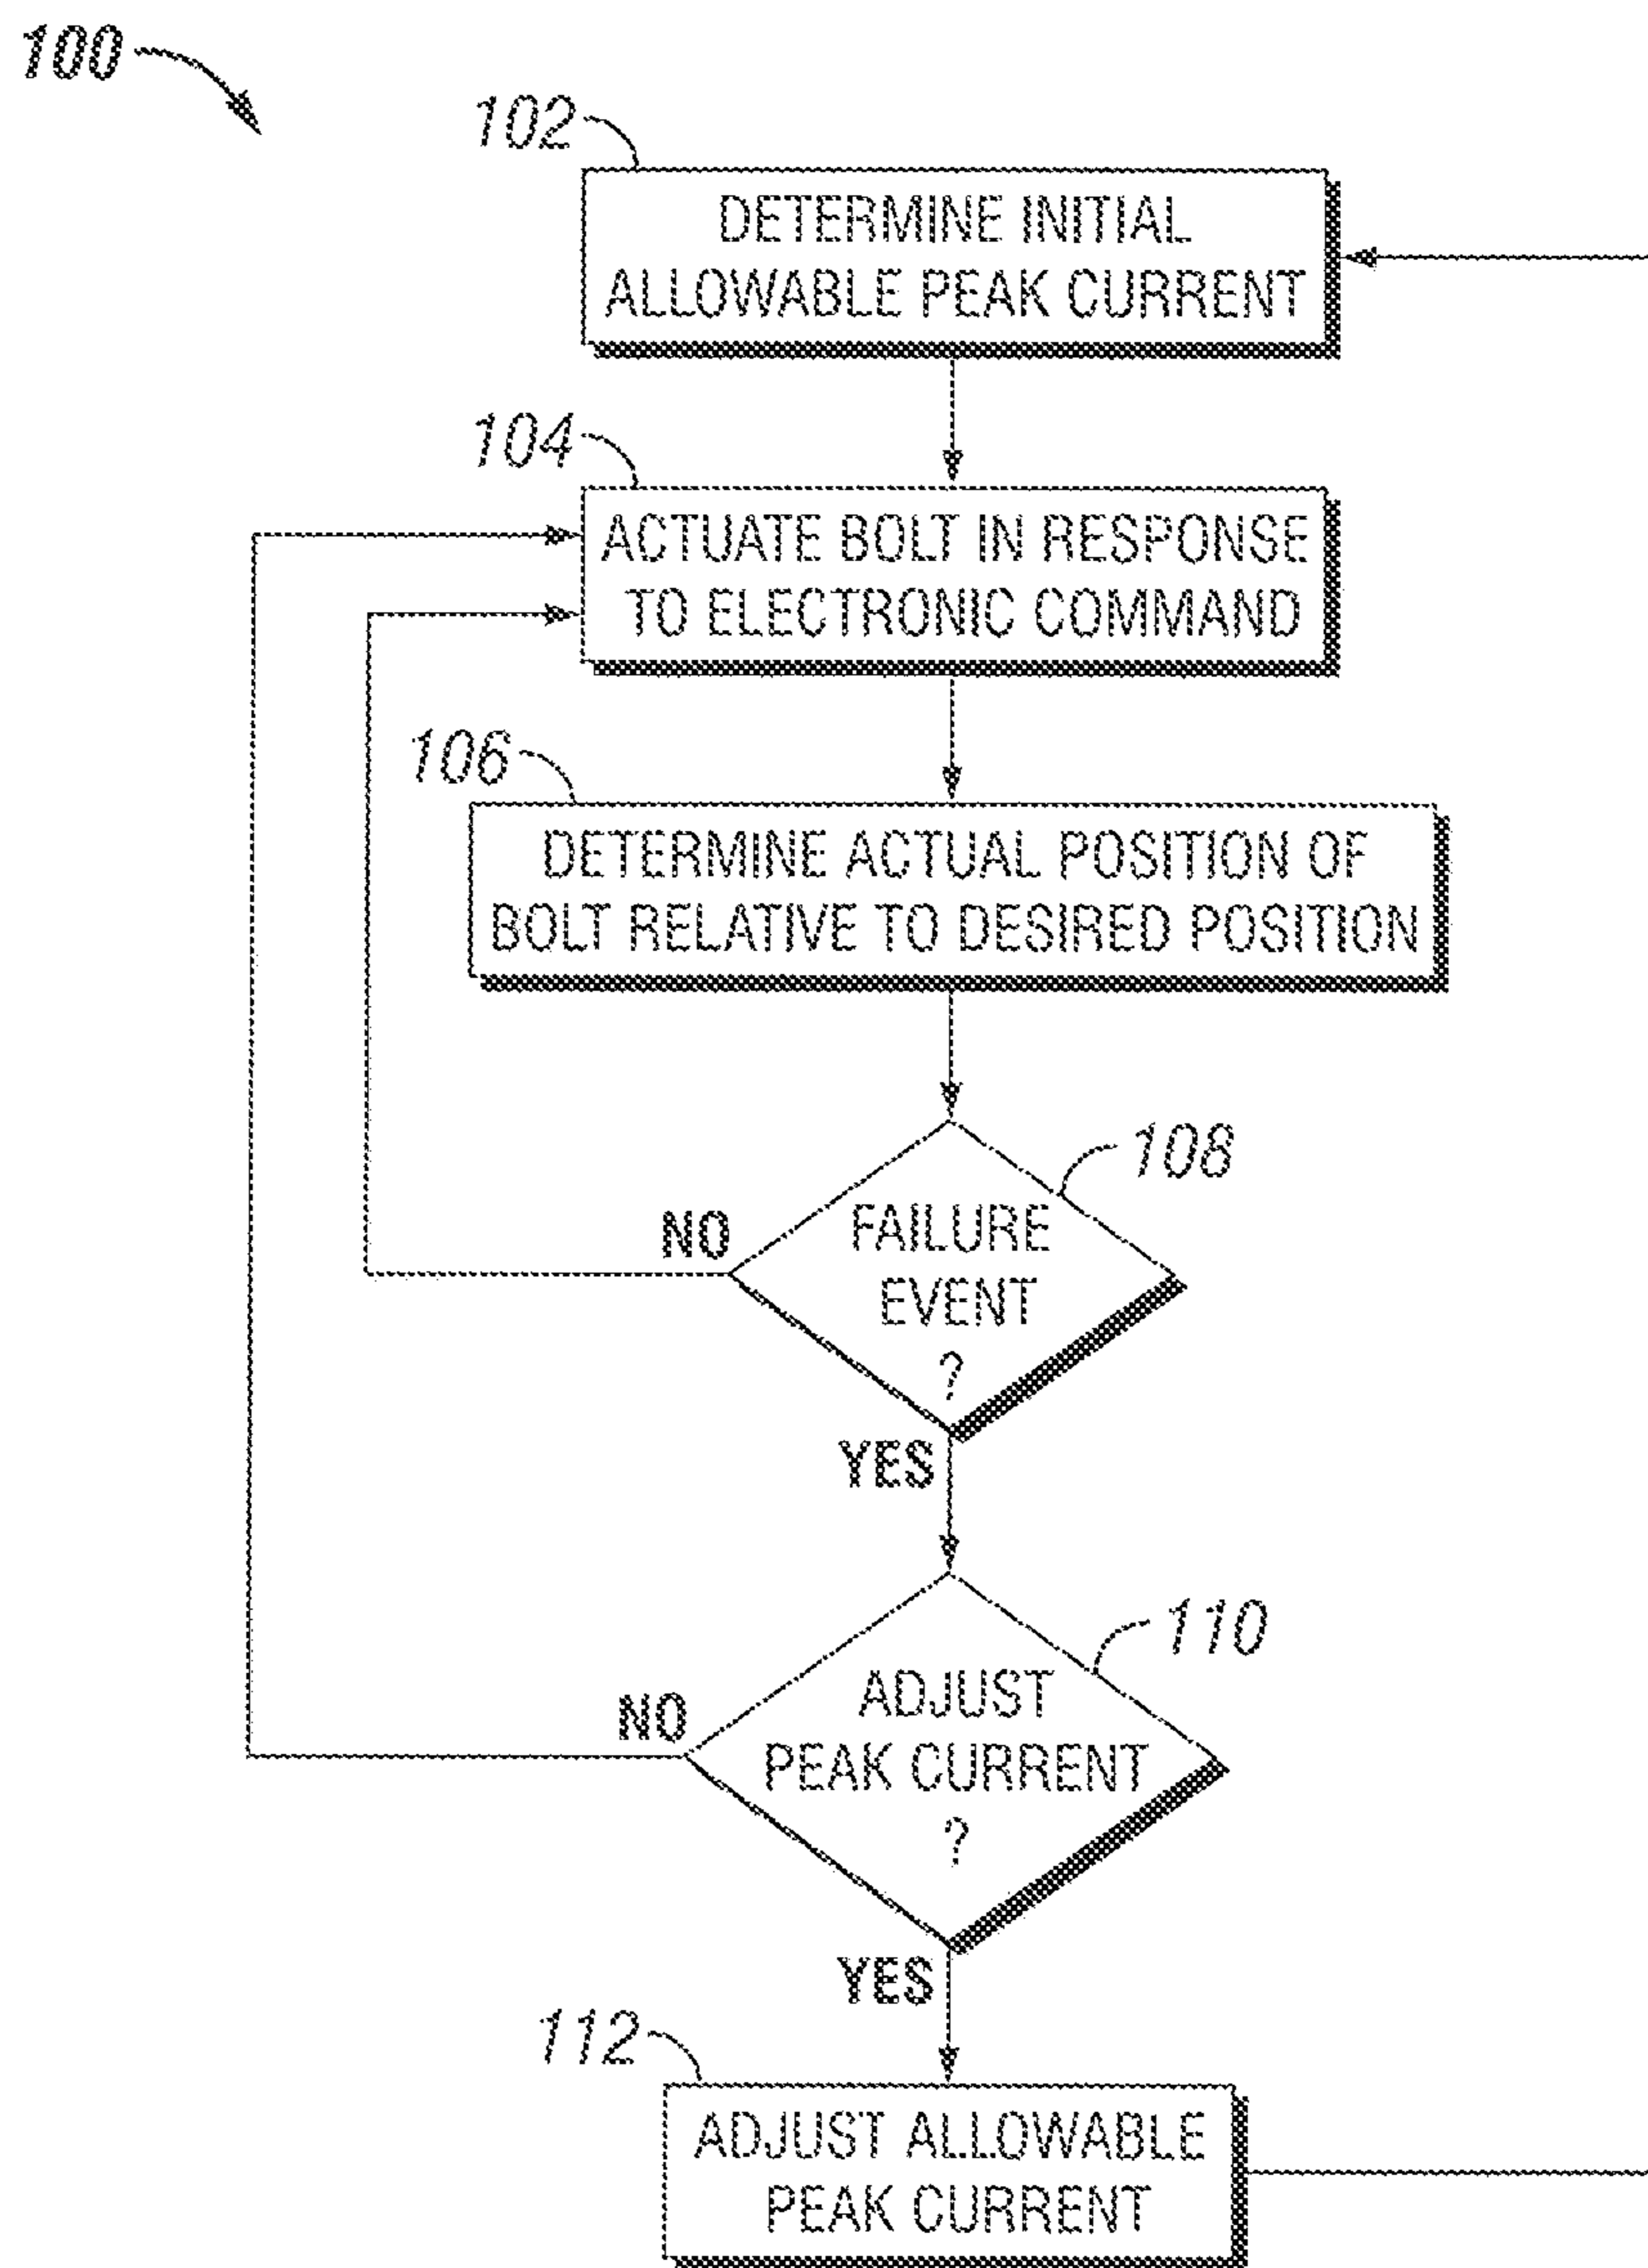 100
102
DETERMINE INITIAL
ALLOWABLE PEAK CURRENT
104
ACTUATE BOLT IN RESPONSE
TO ELECTRONIC COMMAND
106
DETERMINE ACTUAL POSITION OF
BOLT RELATIVE TO DESIRED POSITION
108
NO
FAILURE
EVENT
?
YES
110
NO
ADJUST
PEAK CURRENT
?
YES
112
ADJUST ALLOWABLE
PEAK CURRENT